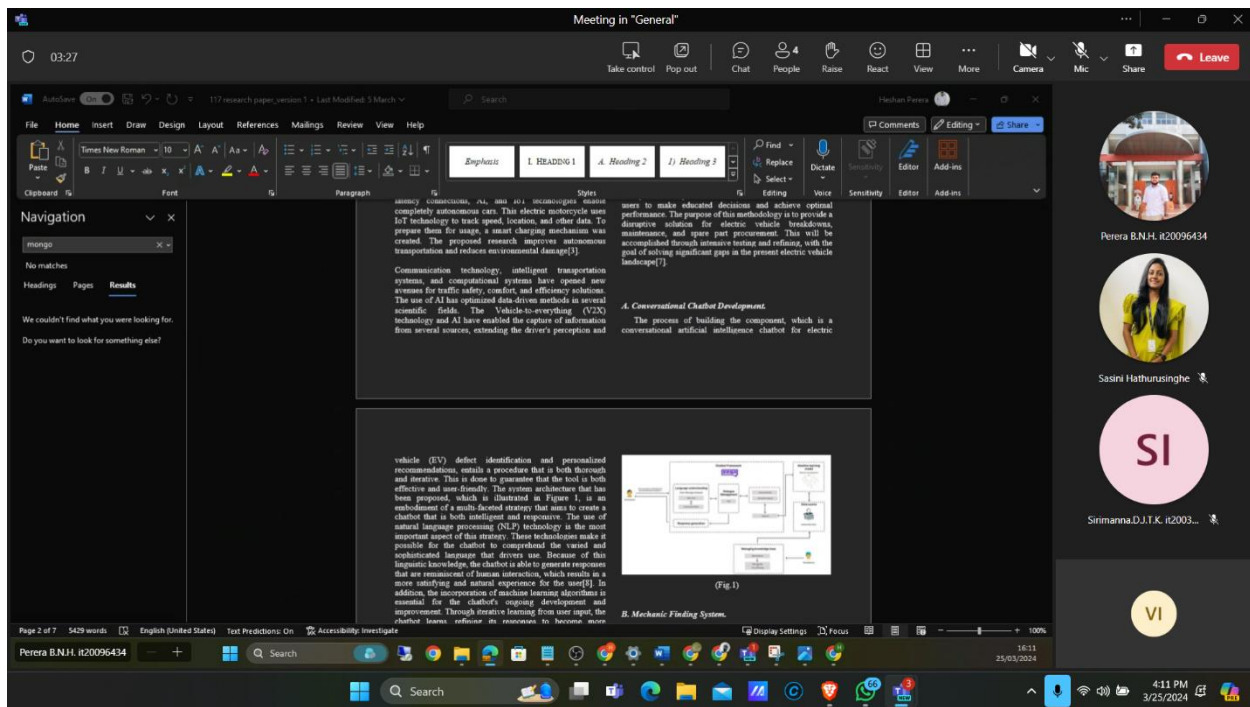 Meeting in "General"
03:27
Take control
Pop out
Chat
4
People
Raise
React
View
More
Camera
Mic
Share
Leave
AutoSave On
117 research paper_version 1 • Last Modified: 5 March
Search
Heshan Perera
File Home Insert Draw Design Layout References Mailings Review View Help
Comments
Editing
Share
Paste
Clipboard
Times New Roman 10
Font
Paragraph
Emphasis
I. HEADING 1
A. Heading 2
1) Heading 3
Styles
Find
Replace
Select
Editing
Dictate
Voice
Sensitivity
Sensitivity
Editor
Editor
Add-ins
Add-ins
Navigation
mongo
No matches
Headings Pages Results
We couldn't find what you were looking for.
Do you want to look for something else?
latency connections, AI, and IoT technologies enable
completely autonomous cars. This electric motorcycle uses
IoT technology to track speed, location, and other data. To
prepare them for usage, a smart charging mechanism was
created. The proposed research improves autonomous
transportation and reduces environmental damage[3].
Communication technology, intelligent transportation
systems, and computational systems have opened new
avenues for traffic safety, comfort, and efficiency solutions.
The use of AI has optimized data-driven methods in several
scientific fields. The Vehicle-to-everything (V2X)
technology and AI have enabled the capture of information
from several sources, extending the driver's perception and
users to make educated decisions and achieve optimal
performance. The purpose of this methodology is to provide a
disruptive solution for electric vehicle breakdowns,
maintenance, and spare part procurement. This will be
accomplished through intensive testing and refining, with the
goal of solving significant gaps in the present electric vehicle
landscape[7].
A. Conversational Chatbot Development.
The process of building the component, which is a
conversational artificial intelligence chatbot for electric
vehicle (EV) defect identification and personalized
recommendations, entails a procedure that is both thorough
and iterative. This is done to guarantee that the tool is both
effective and user-friendly. The system architecture that has
been proposed, which is illustrated in Figure 1, is an
embodiment of a multi-faceted strategy that aims to create a
chatbot that is both intelligent and responsive. The use of
natural language processing (NLP) technology is the most
important aspect of this strategy. These technologies make it
possible for the chatbot to comprehend the varied and
sophisticated language that drivers use. Because of this
linguistic knowledge, the chatbot is able to generate responses
that are reminiscent of human interaction, which results in a
more satisfying and natural experience for the user[8]. In
addition, the incorporation of machine learning algorithms is
essential for the chatbot's ongoing development and
improvement. Through iterative learning from user input, the
chatbot learns, refining its responses to become more
(Fig.1)
B. Mechanic Finding System.
Page 2 of 7 5429 words English (United States) Text Predictions: On Accessibility: Investigate
Display Settings Focus 100%
Perera B.N.H. it20096434
Search
16:11
25/03/2024
Perera B.N.H. it20096434
Sasini Hathurusinghe
SI
Sirimanna.D.J.T.K. it2003...
VI
Search
66
3
4:11 PM
3/25/2024